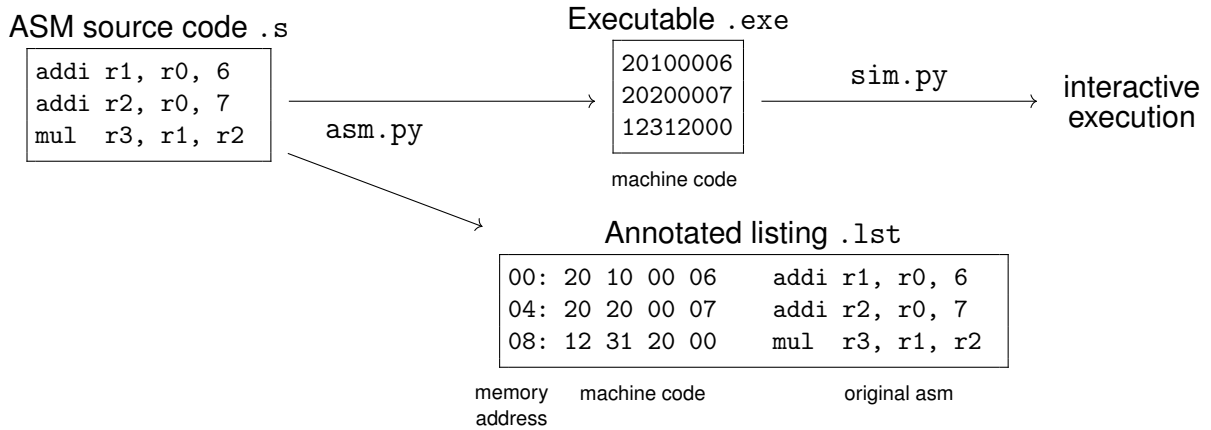 ASM source code .s
addi r1, r0, 6
addi r2, r0, 7
mul  r3, r1, r2
asm.py
Executable .exe
20100006
20200007
12312000
machine code
sim.py
interactive
execution
Annotated listing .lst
00: 20 10 00 06    addi r1, r0, 6
04: 20 20 00 07    addi r2, r0, 7
08: 12 31 20 00    mul  r3, r1, r2
memory
address
machine code
original asm